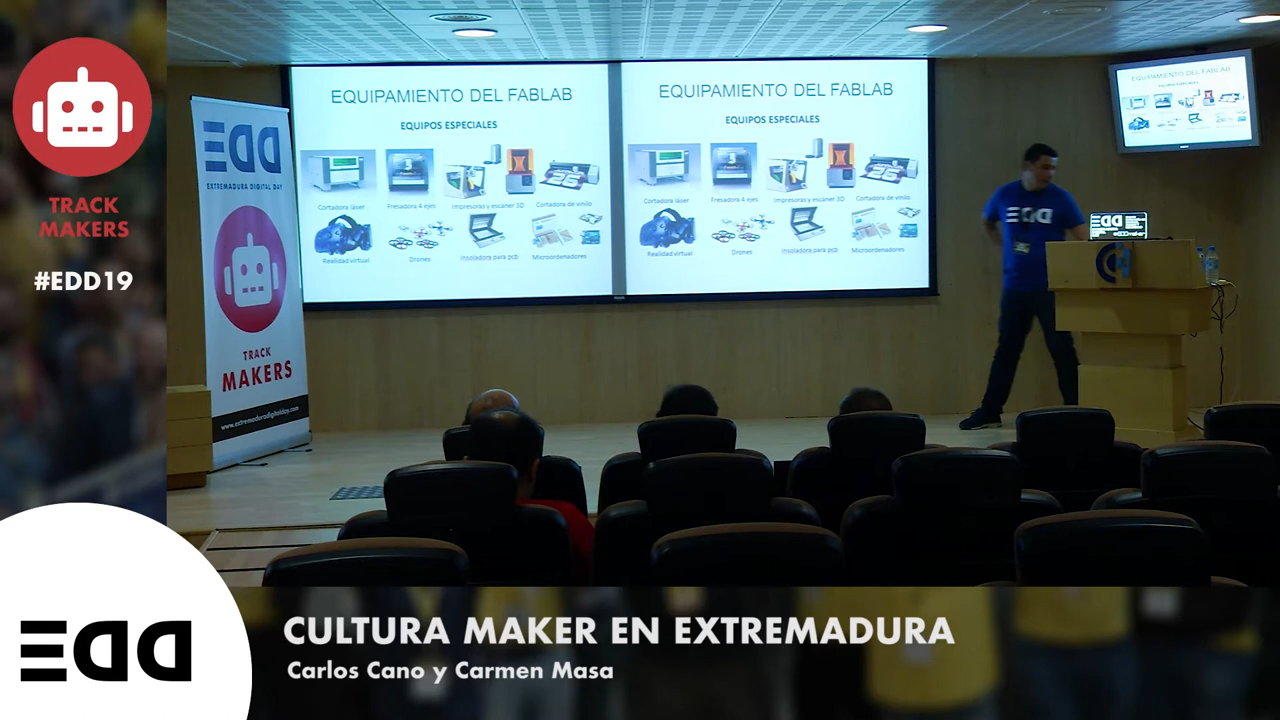 TRACK
MAKERS
#EDD19
EDD
EXTREMADURA DIGITAL DAY
TRACK
MAKERS
www.extremaduradigitalday.com
EQUIPAMIENTO DEL FABLAB
EQUIPOS ESPECIALES
Cortadora láser
Fresadora 4 ejes
Impresoras y escáner 3D
Cortadora de vinilo
Realidad virtual
Drones
Insoladora para pcb
Microordenadores
EQUIPAMIENTO DEL FABLAB
EQUIPOS ESPECIALES
Cortadora láser
Fresadora 4 ejes
Impresoras y escáner 3D
Cortadora de vinilo
Realidad virtual
Drones
Insoladora para pcb
Microordenadores
EQUIPAMIENTO DEL FABLAB
EDD
EDD
EDD
CULTURA MAKER EN EXTREMADURA
Carlos Cano y Carmen Masa